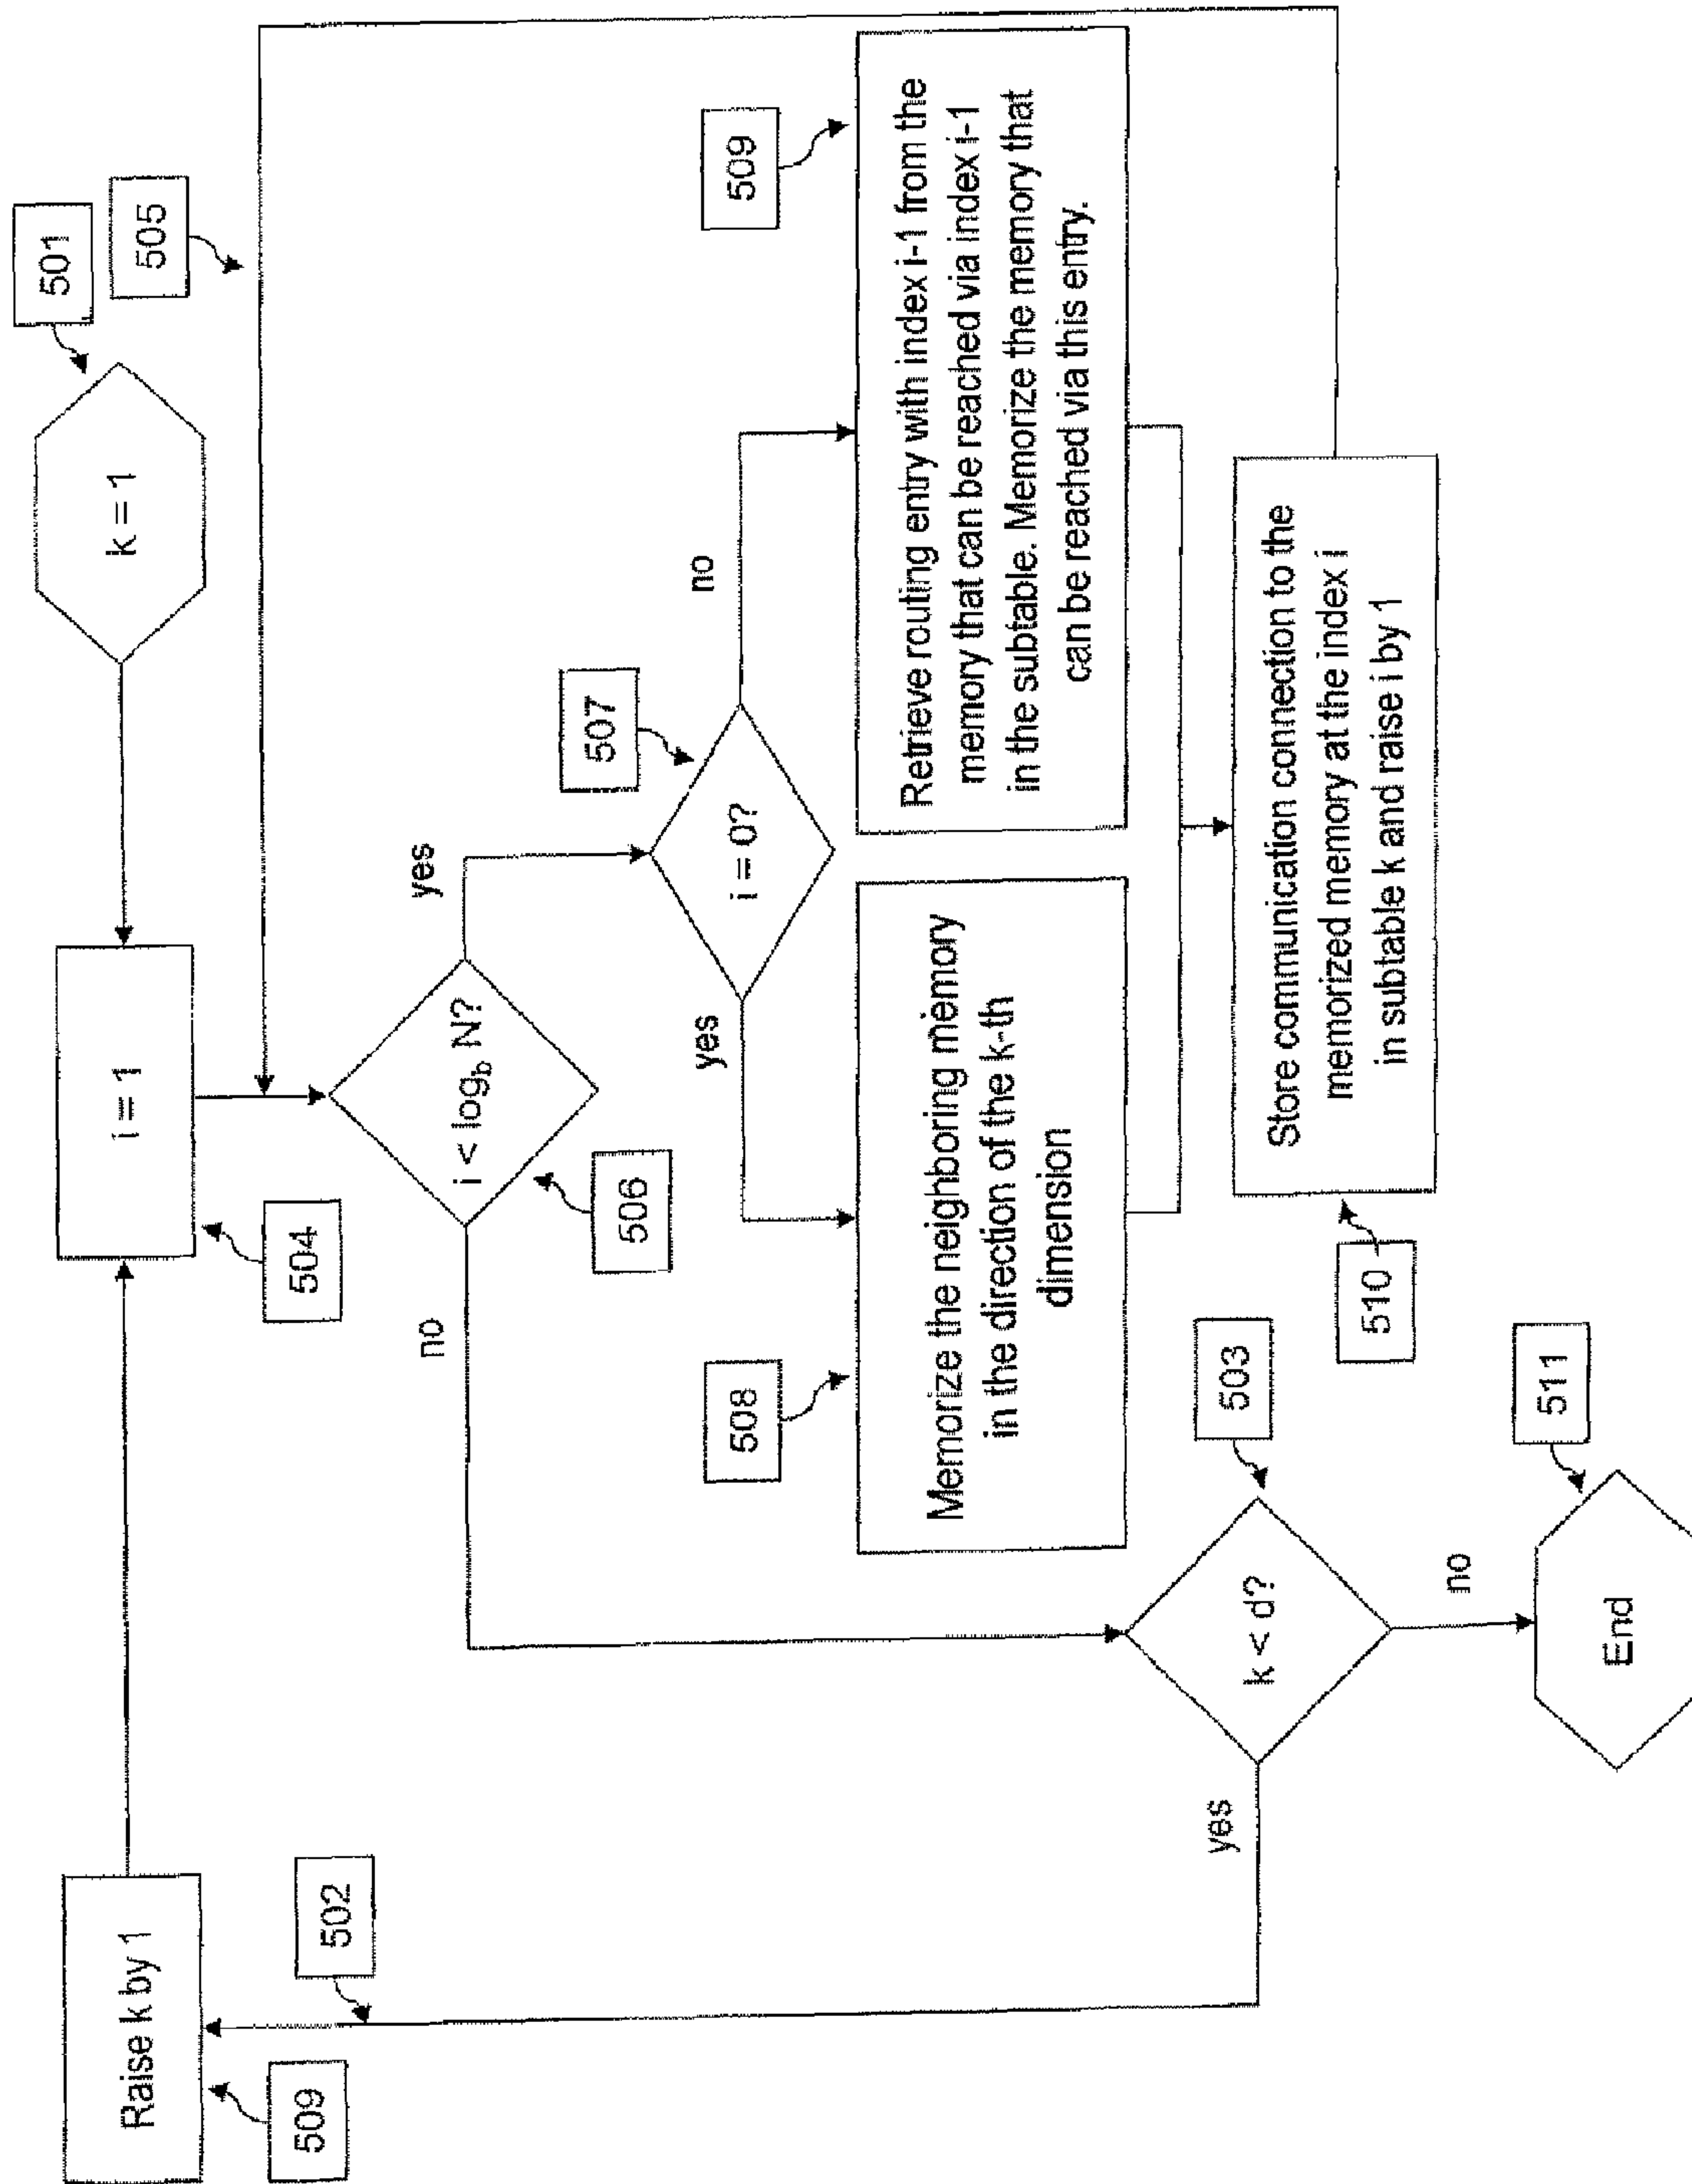 Raise k by 1
509
502
i = 1
504
k = 1
501
505
i < log_b N?
506
no
yes
i = 0?
507
yes
no
508
Memorize the neighboring memory
in the direction of the k-th
dimension
509
Retrieve routing entry with index i-1 from the
memory that can be reached via index i-1
in the subtable. Memorize the memory that
can be reached via this entry.
k < d?
503
yes
no
Store communication connection to the
memorized memory at the index i
in subtable k and raise i by 1
510
End
511